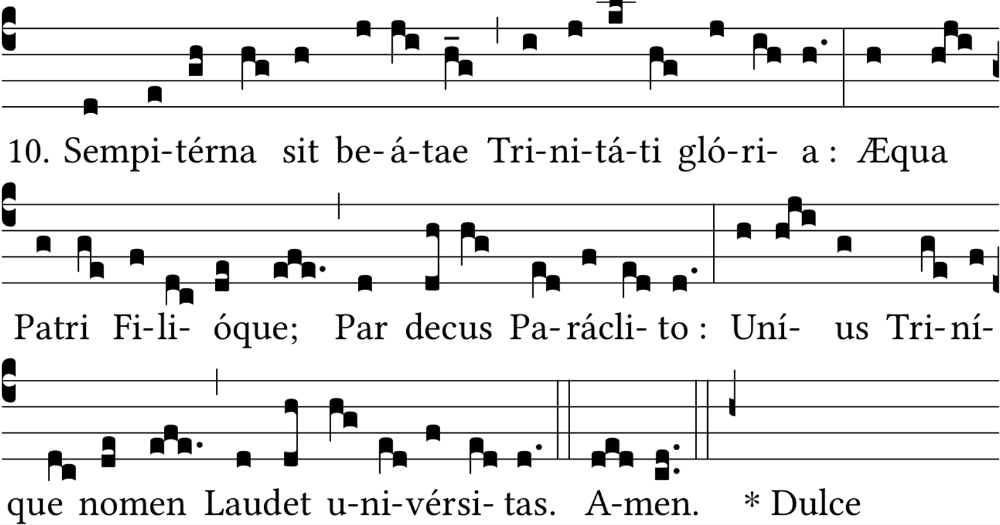 10. Sempi-térna sit be-á-tae Tri-ni-tá-ti gló-ri- a : Æqua
Patri Fi-li- óque; Par decus Pa-rácli- to : Uní- us Tri-ní-
que nomen Laudet u-ni-vérsi- tas. A-men. * Dulce